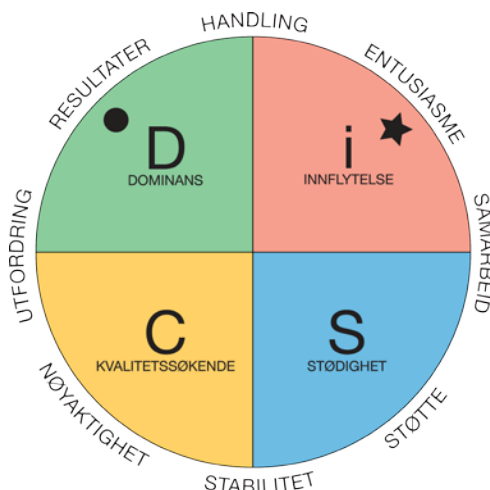 HANDLING
RESULTATER
ENTUSIASME
D
DOMINANS
i
INNFLYTELSE
UTFORDRING
SAMARBEID
C
KVALITETSSØKENDE
S
STØDIGHET
NØYAKTIGHET
STØTTE
STABILITET